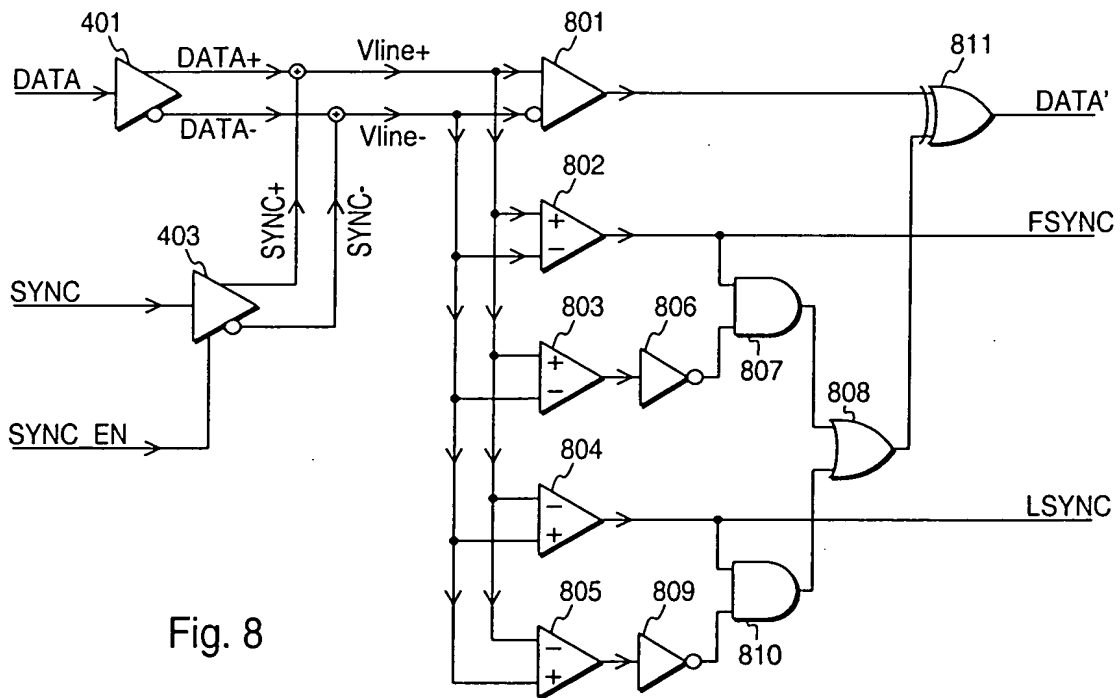 401
801
811
DATA
DATA+
Vline+
DATA-
Vline-
DATA'
SYNC+
SYNC-
802
+
−
FSYNC
403
SYNC
803
806
+
−
807
SYNC_EN
808
804
−
+
LSYNC
805
809
−
+
810
Fig. 8